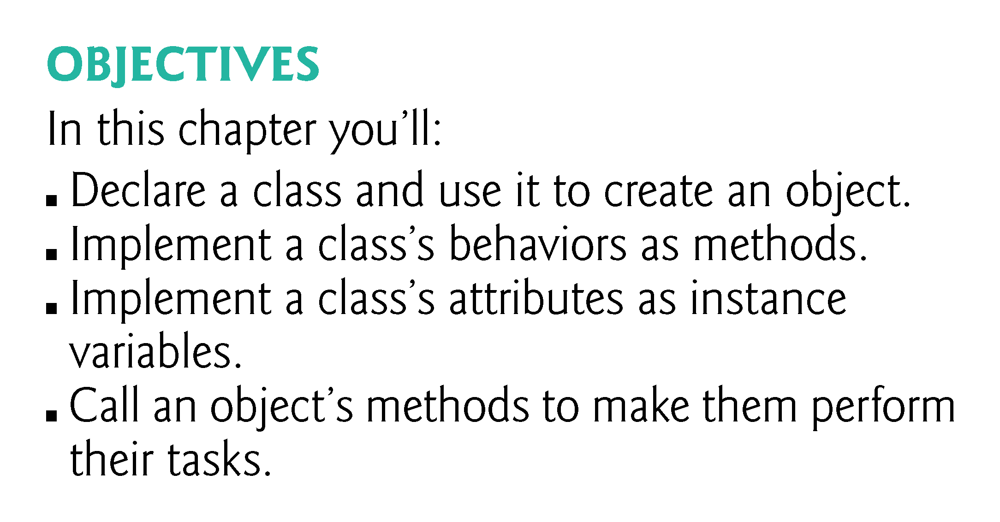 OBJECTIVES
In this chapter you’ll:
■ Declare a class and use it to create an object.
■ Implement a class’s behaviors as methods.
■ Implement a class’s attributes as instance
variables.
■ Call an object’s methods to make them perform
their tasks.